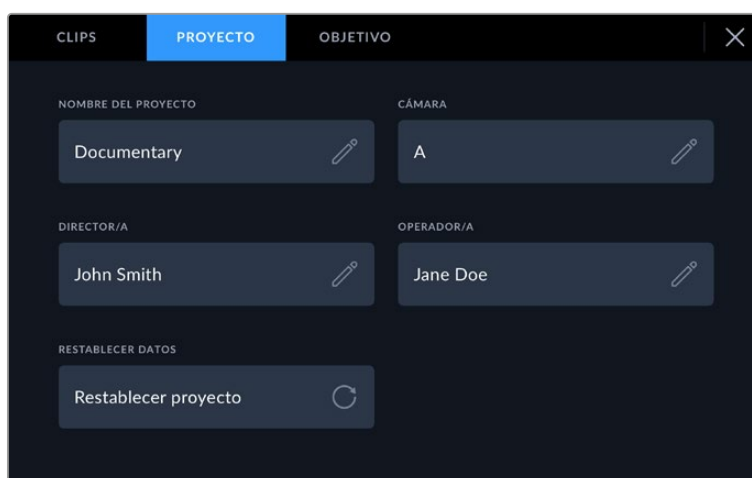 CLIPS PROYECTO OBJETIVO
NOMBRE DEL PROYECTO CÁMARA
Documentary A
DIRECTOR/A OPERADOR/A
John Smith Jane Doe
RESTABLECER DATOS
Restablecer proyecto